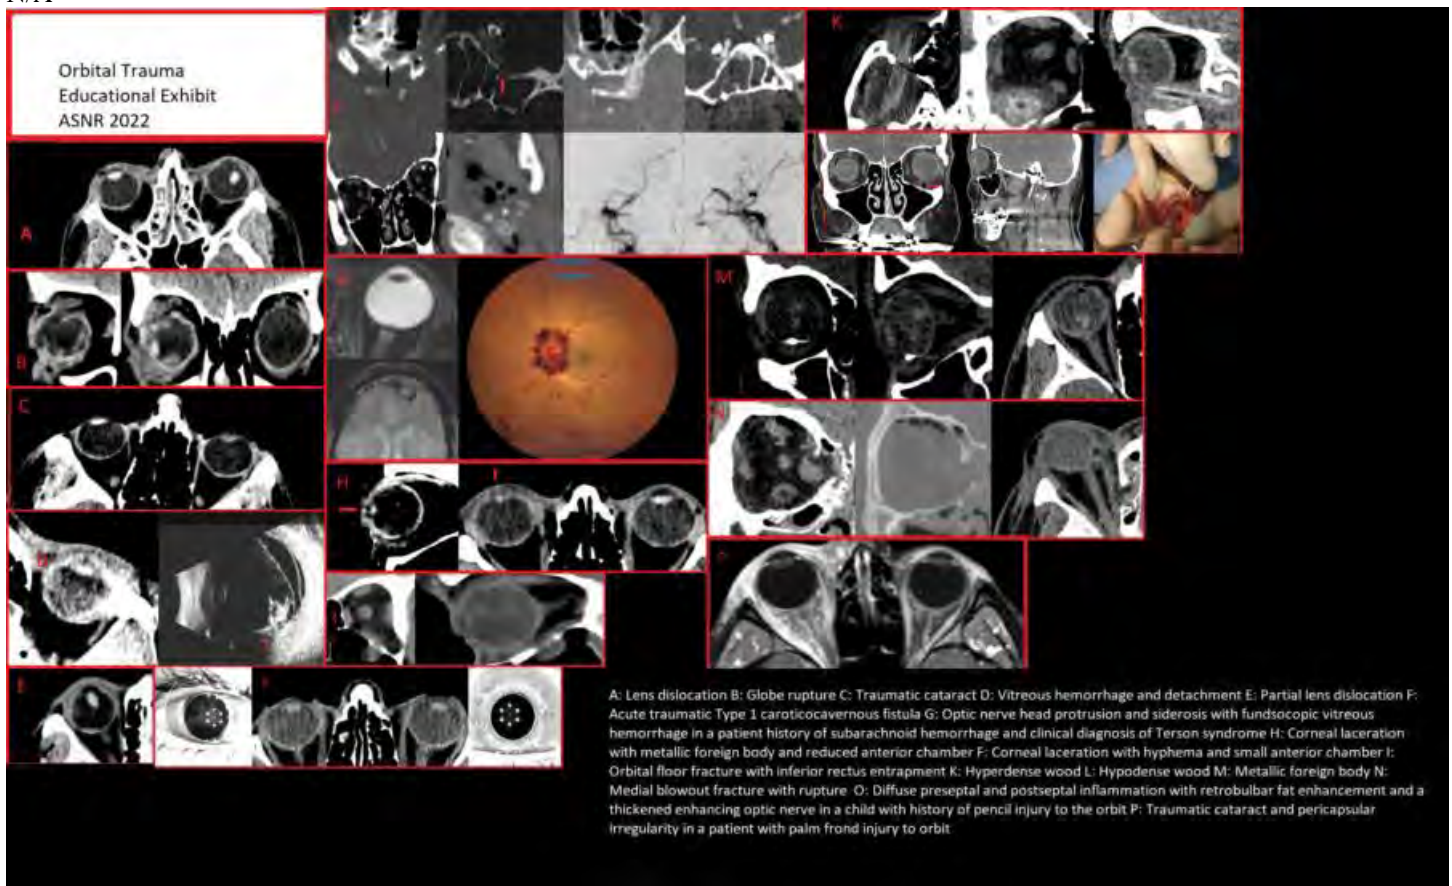 Orbital Trauma
Educational Exhibit
ASNR 2022
K
A
M
B
C
H
A: Lens dislocation B: Globe rupture C: Traumatic cataract D: Vitreous hemorrhage and detachment E: Partial lens dislocation F:
Acute traumatic Type 1 caroticocavernous fistula G: Optic nerve head protrusion and siderosis with fundsocopic vitreous
hemorrhage in a patient history of subarachnoid hemorrhage and clinical diagnosis of Terson syndrome H: Corneal laceration
with metallic foreign body and reduced anterior chamber F: Corneal laceration with hyphema and small anterior chamber I:
Orbital floor fracture with inferior rectus entrapment K: Hyperdense wood L: Hypodense wood M: Metallic foreign body N:
Medial blowout fracture with rupture O: Diffuse preseptal and postseptal inflammation with retrobulbar fat enhancement and a
thickened enhancing optic nerve in a child with history of pencil injury to the orbit P: Traumatic cataract and pericapsular
irregularity in a patient with palm frond injury to orbit